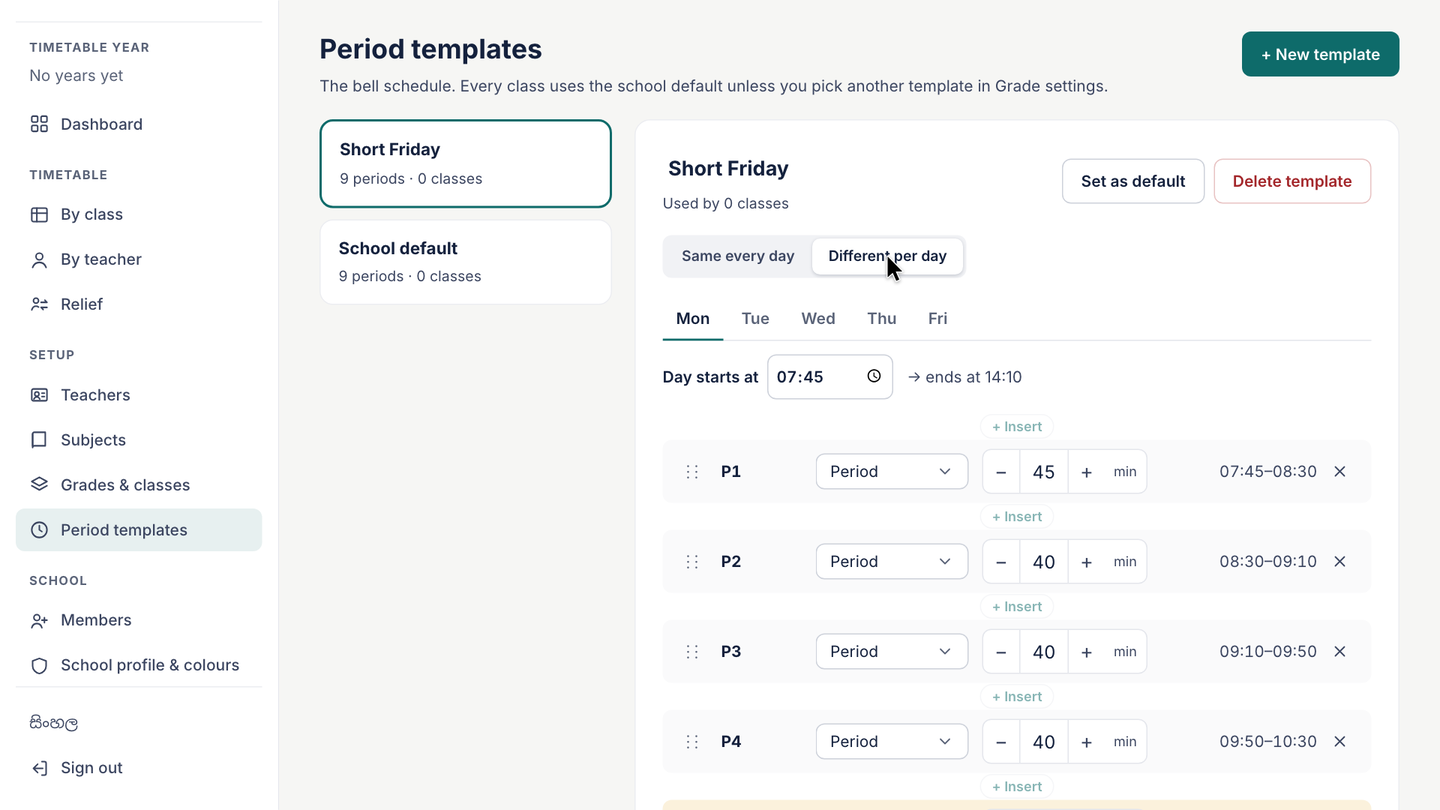 TIMETABLE YEAR
No years yet
Dashboard
TIMETABLE
By class
By teacher
Relief
SETUP
Teachers
Subjects
Grades & classes
Period templates
SCHOOL
Members
School profile & colours
සිංහල
Sign out
Period templates
The bell schedule. Every class uses the school default unless you pick another template in Grade settings.
+ New template
Short Friday
9 periods · 0 classes
School default
9 periods · 0 classes
Short Friday
Used by 0 classes
Set as default
Delete template
Same every day
Different per day
Mon Tue Wed Thu Fri
Day starts at 07:45 → ends at 14:10
+ Insert
P1 Period − 45 + min 07:45–08:30 ×
+ Insert
P2 Period − 40 + min 08:30–09:10 ×
+ Insert
P3 Period − 40 + min 09:10–09:50 ×
+ Insert
P4 Period − 40 + min 09:50–10:30 ×
+ Insert